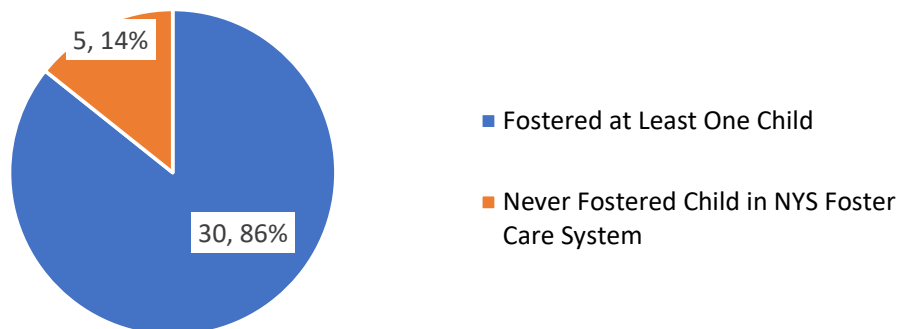 5, 14%
30, 86%
Fostered at Least One Child
Never Fostered Child in NYS Foster
Care System